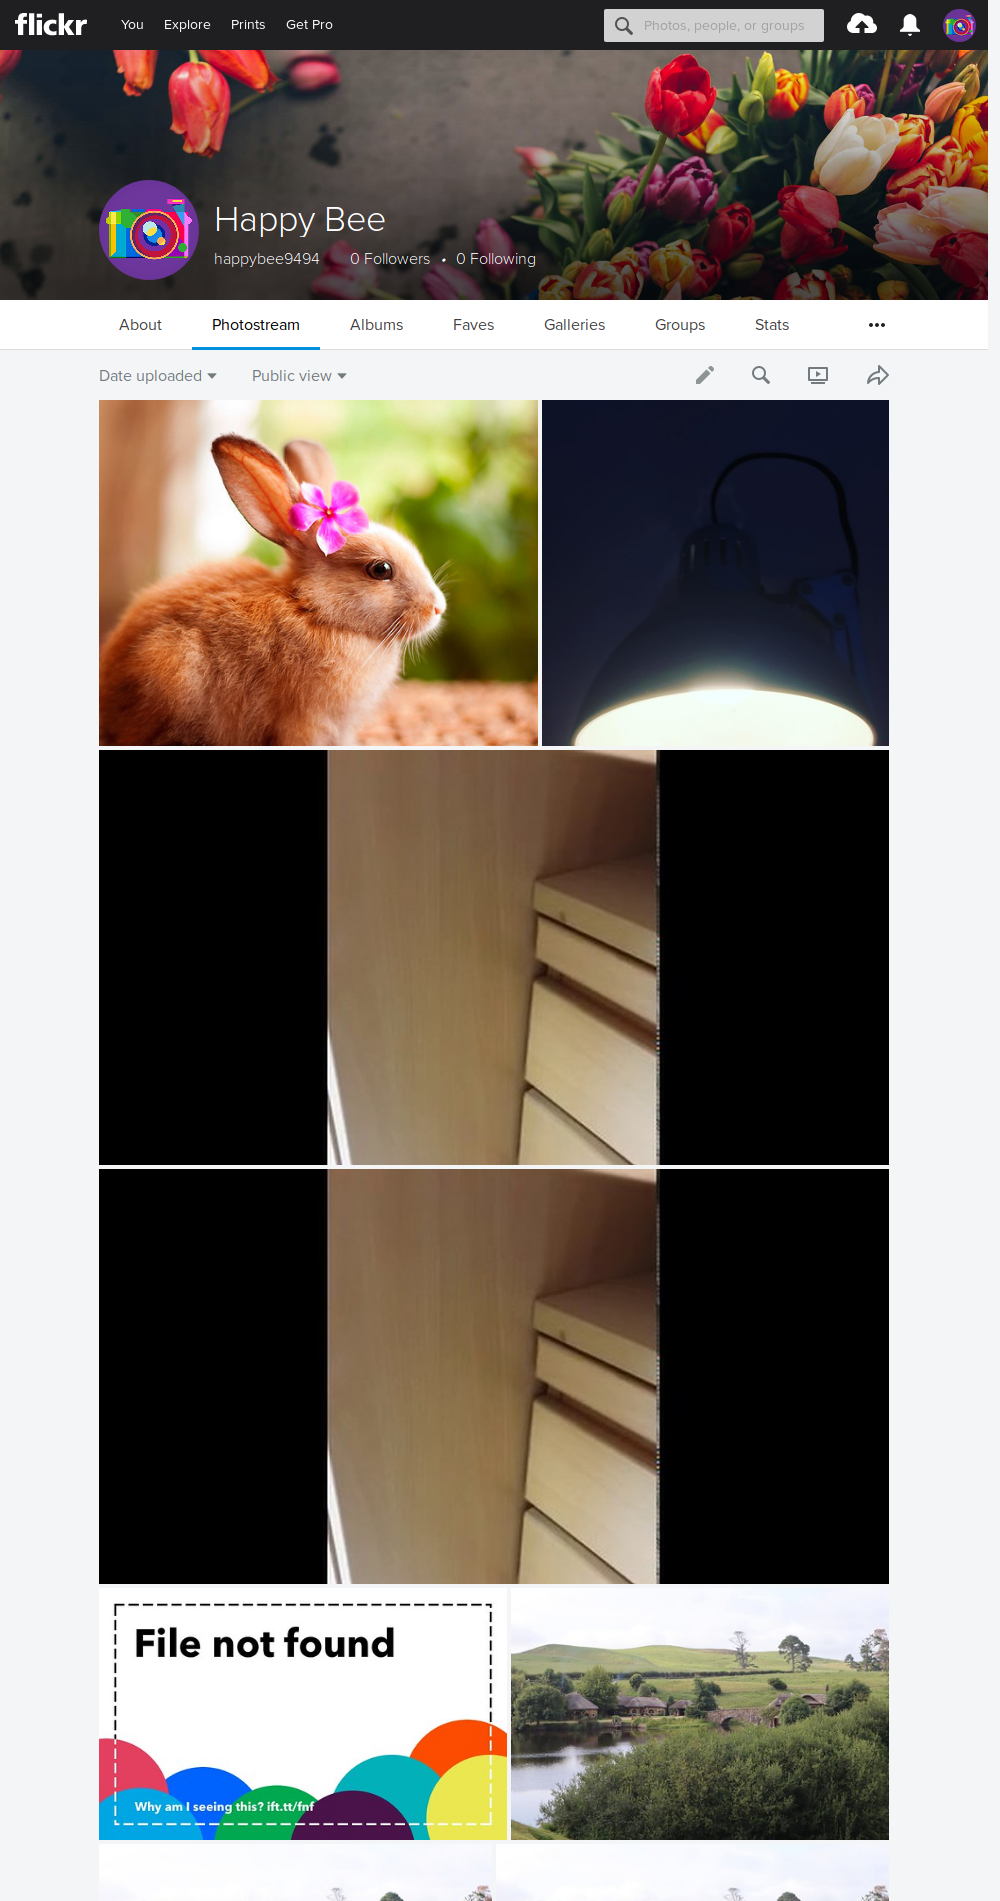 flickr You Explore Prints Get Pro Photos, people, or groups
Happy Bee
happybee9494 0 Followers • 0 Following
About Photostream Albums Faves Galleries Groups Stats
Date uploaded Public view
File not found
Why am I seeing this? ift.tt/fnf